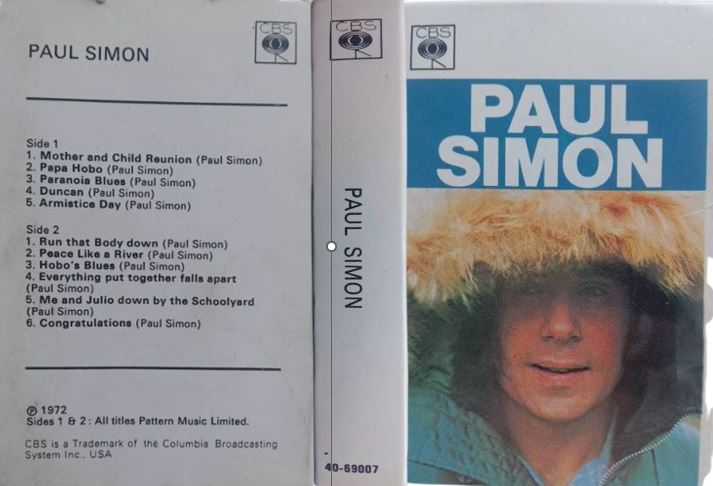 CBS
PAUL SIMON
Side 1
1. Mother and Child Reunion (Paul Simon)
2. Papa Hobo (Paul Simon)
3. Paranoia Blues (Paul Simon)
4. Duncan (Paul Simon)
5. Armistice Day (Paul Simon)
Side 2
1. Run that Body down (Paul Simon)
2. Peace Like a River (Paul Simon)
3. Hobo's Blues (Paul Simon)
4. Everything put together falls apart
(Paul Simon)
5. Me and Julio down by the Schoolyard
(Paul Simon)
6. Congratulations (Paul Simon)
℗ 1972
Sides 1 & 2: All titles Pattern Music Limited.
CBS is a Trademark of the Columbia Broadcasting
System Inc., USA
CBS
PAUL SIMON
40-69007
CBS
PAUL
SIMON